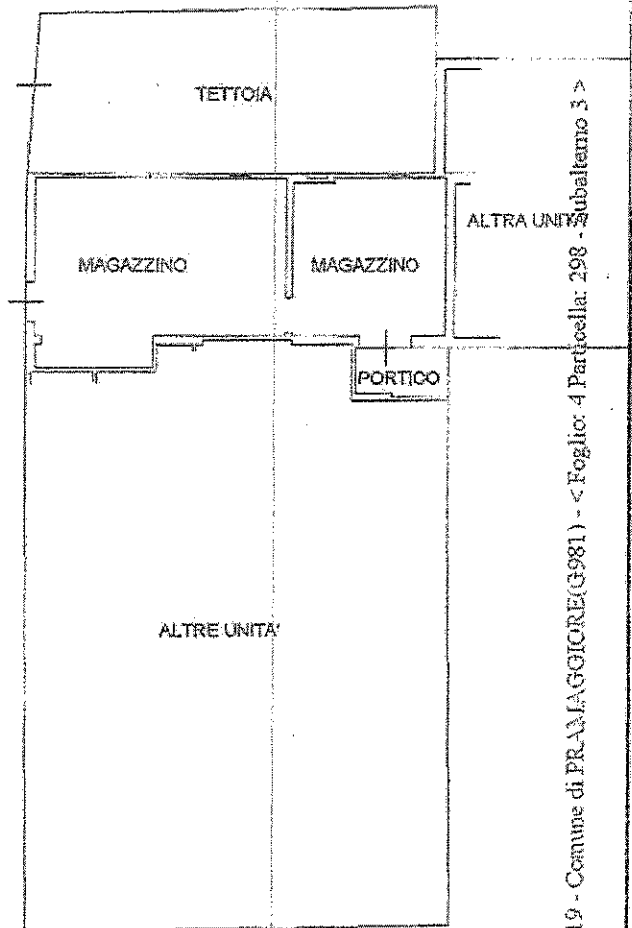 TETTOIA
MAGAZZINO
MAGAZZINO
ALTRA UNITA'
PORTICO
ALTRE UNITA'
19 - Comune di PRAMAGGIORE(G981) - < Foglio: 4 Particella: 298 - Subalterno 3 >